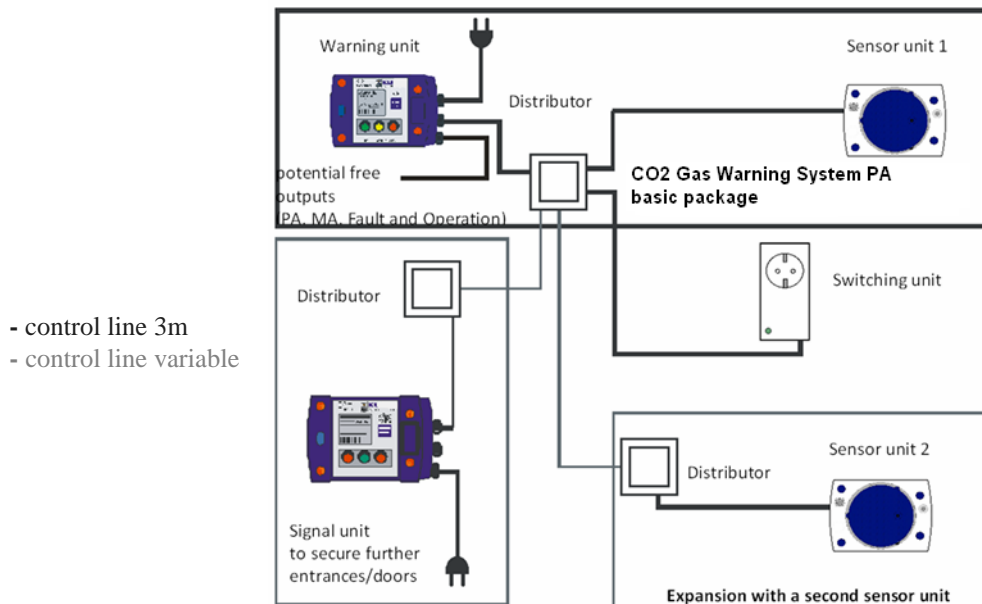 Warning unit
Sensor unit 1
Distributor
potential free
outputs
(PA, MA, Fault and Operation)
CO2 Gas Warning System PA
basic package
Distributor
Switching unit
- control line 3m
- control line variable
Signal unit
to secure further
entrances/doors
Distributor
Sensor unit 2
Expansion with a second sensor unit